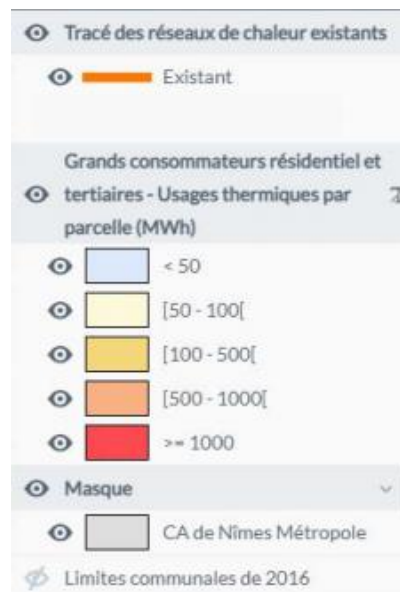 Tracé des réseaux de chaleur existants
Existant
Grands consommateurs résidentiel et
tertiaires - Usages thermiques par
parcelle (MWh)
< 50
[50 - 100[
[100 - 500[
[500 - 1000[
>= 1000
Masque
CA de Nîmes Métropole
Limites communales de 2016